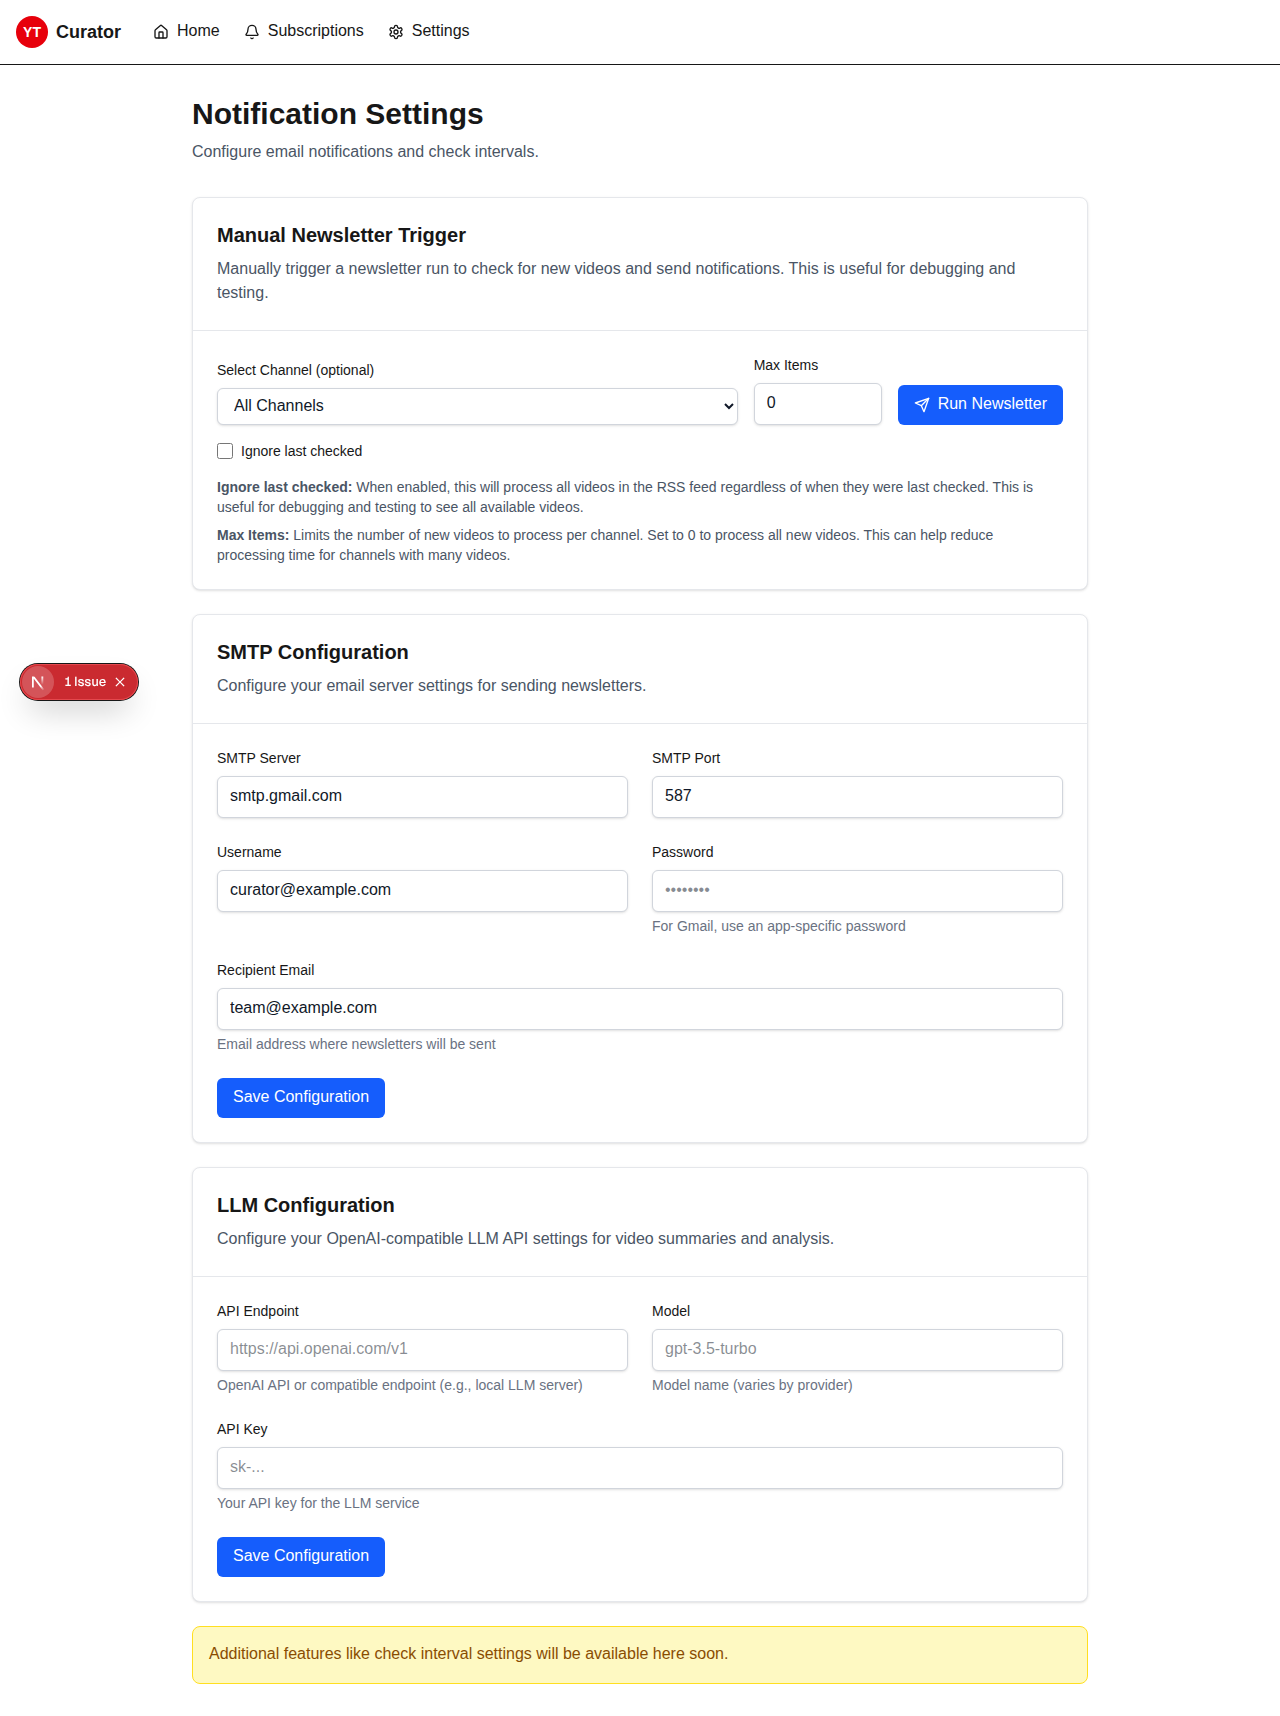 YT Curator Home Subscriptions Settings
Notification Settings
Configure email notifications and check intervals.
Manual Newsletter Trigger
Manually trigger a newsletter run to check for new videos and send notifications. This is useful for debugging and
testing.
Select Channel (optional)
All Channels
Max Items
0
Run Newsletter
Ignore last checked
Ignore last checked: When enabled, this will process all videos in the RSS feed regardless of when they were last checked. This is
useful for debugging and testing to see all available videos.
Max Items: Limits the number of new videos to process per channel. Set to 0 to process all new videos. This can help reduce
processing time for channels with many videos.
1 Issue
SMTP Configuration
Configure your email server settings for sending newsletters.
SMTP Server
smtp.gmail.com
SMTP Port
587
Username
curator@example.com
Password
••••••••
For Gmail, use an app-specific password
Recipient Email
team@example.com
Email address where newsletters will be sent
Save Configuration
LLM Configuration
Configure your OpenAI-compatible LLM API settings for video summaries and analysis.
API Endpoint
https://api.openai.com/v1
OpenAI API or compatible endpoint (e.g., local LLM server)
Model
gpt-3.5-turbo
Model name (varies by provider)
API Key
sk-...
Your API key for the LLM service
Save Configuration
Additional features like check interval settings will be available here soon.